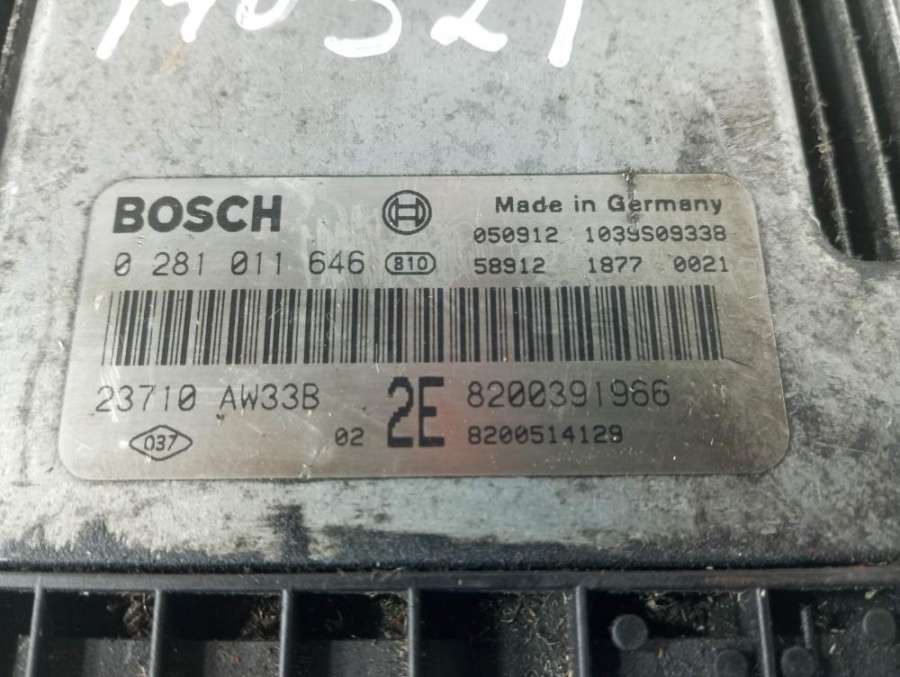 BOSCH
Made in Germany
050912 1039S09338
0 281 011 646 810 58912 1877 0021
23710 AW33B 2E 8200391966
037 02 8200514129